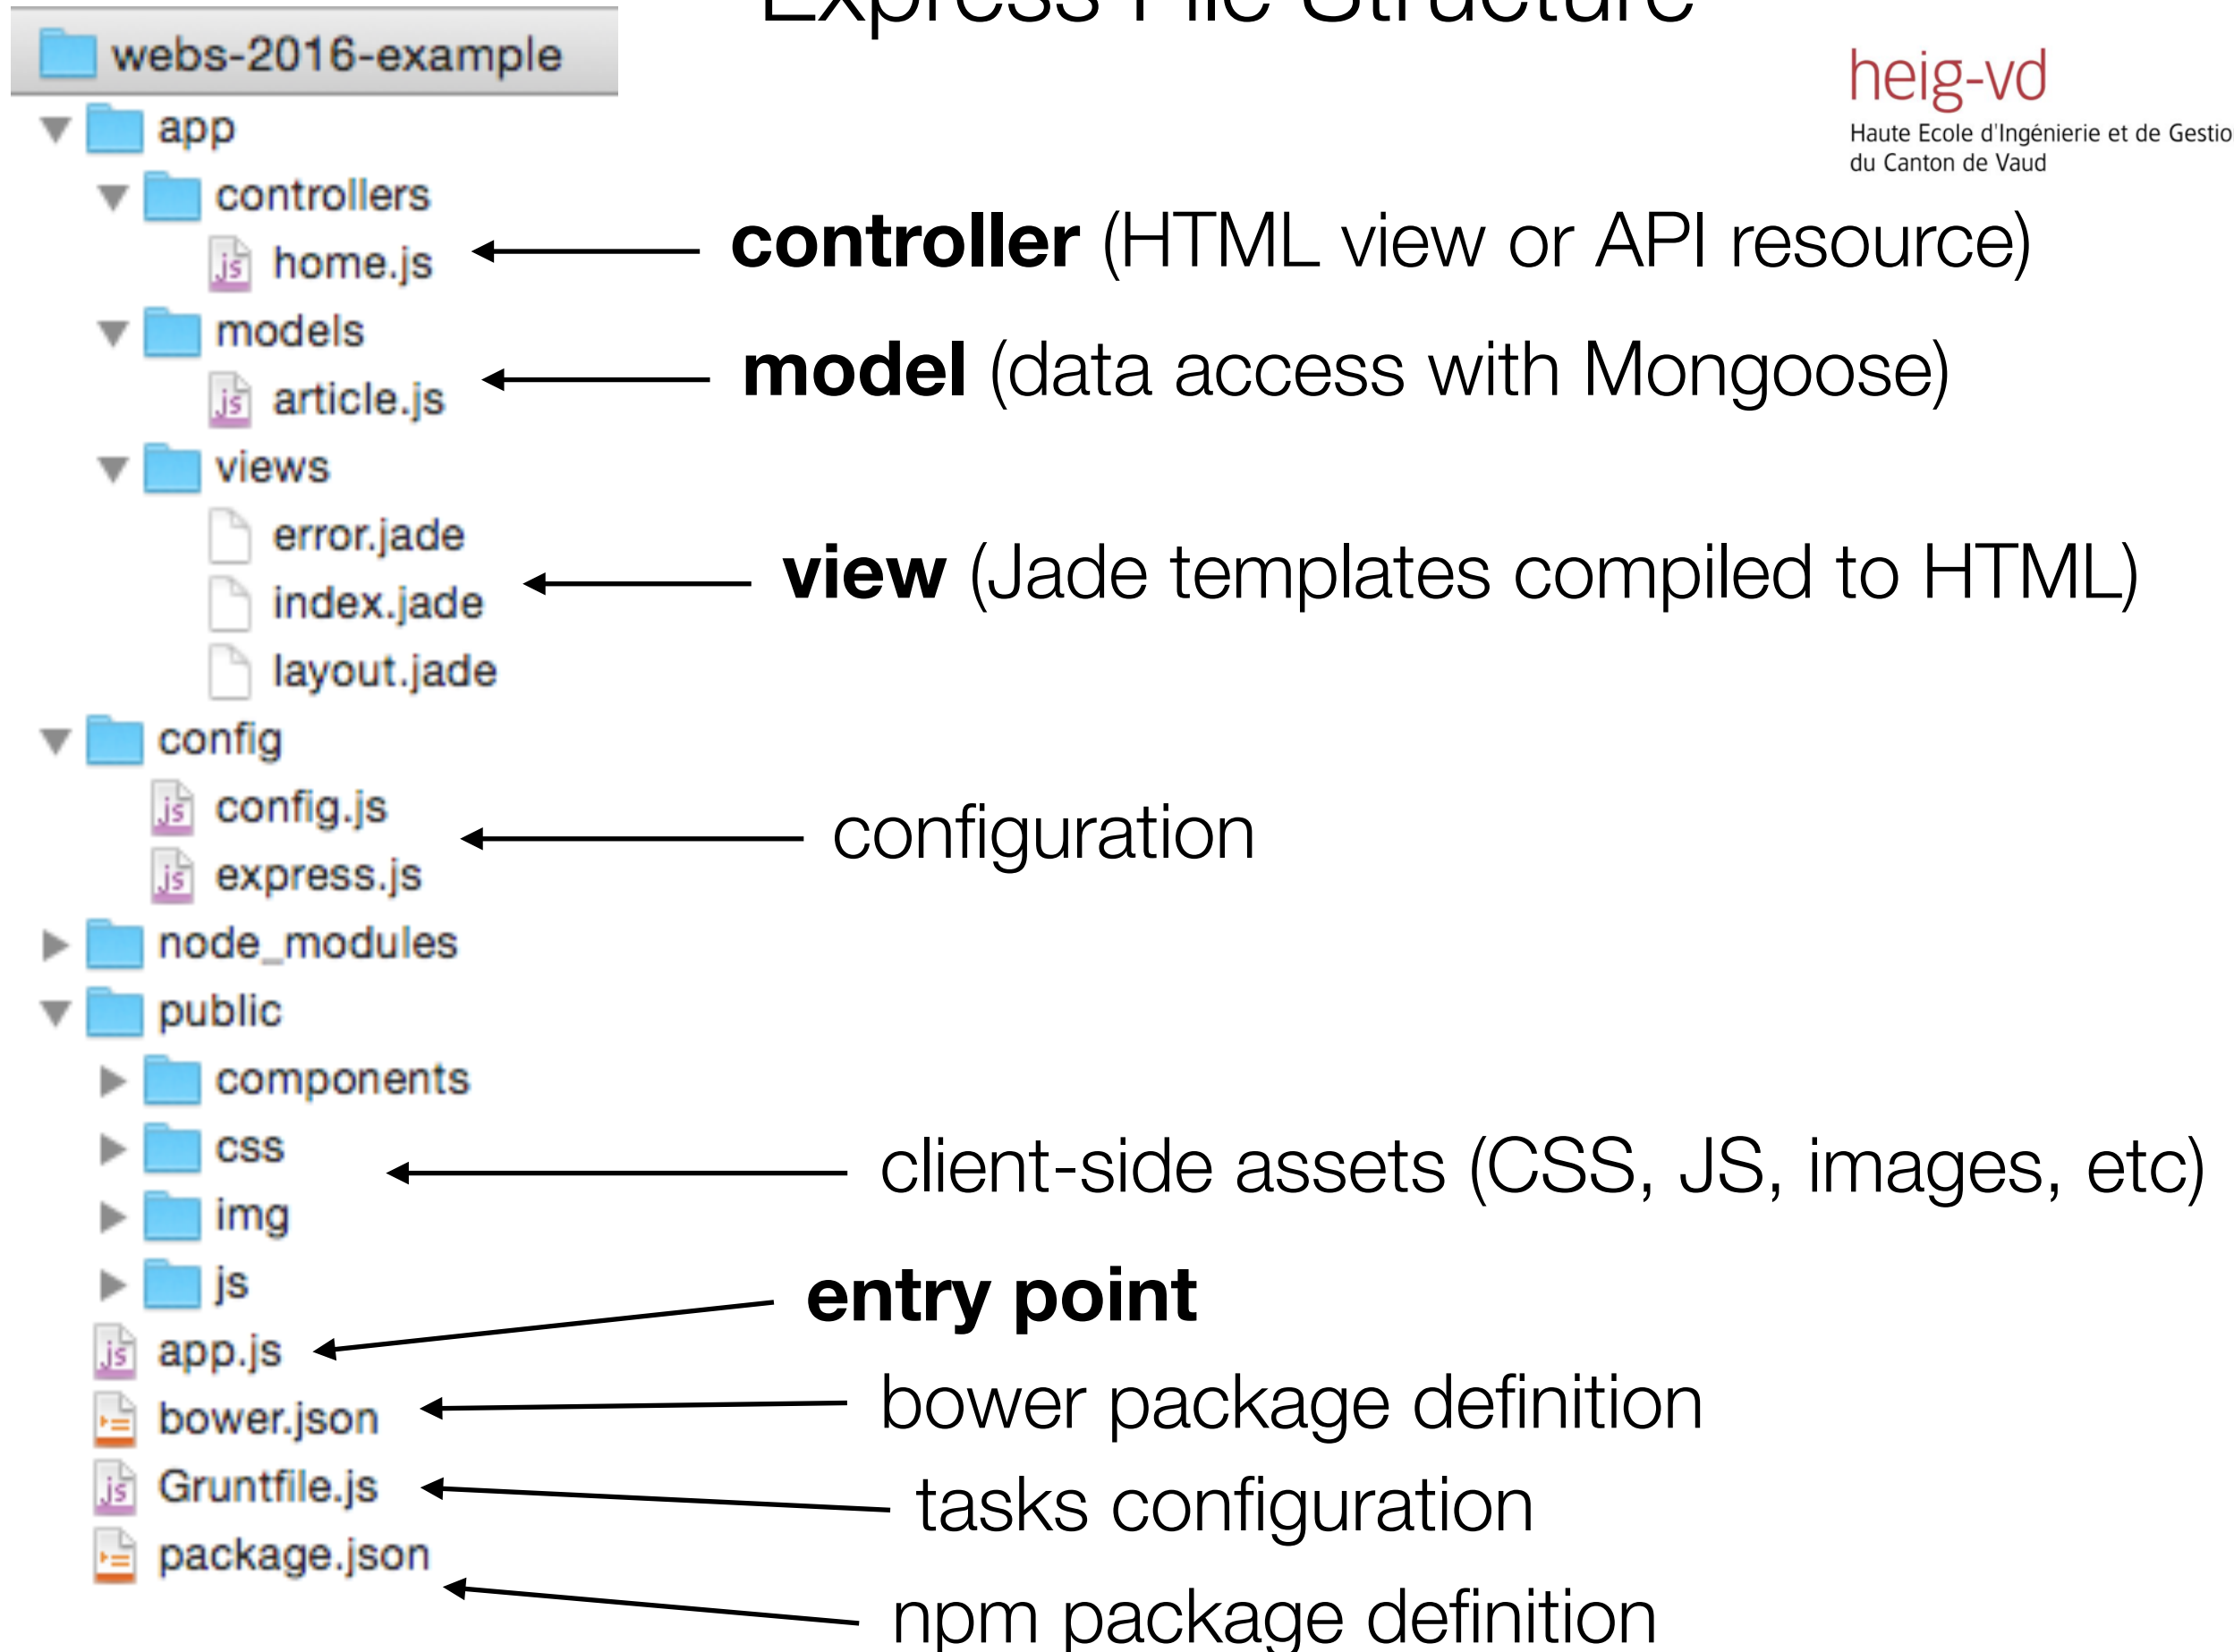 Express File Structure
webs-2016-example
heig-vd
Haute Ecole d'Ingénierie et de Gestion
du Canton de Vaud
app
controllers
home.js
controller (HTML view or API resource)
models
article.js
model (data access with Mongoose)
views
error.jade
index.jade
view (Jade templates compiled to HTML)
layout.jade
config
config.js
configuration
express.js
node_modules
public
components
css
client-side assets (CSS, JS, images, etc)
img
js
entry point
app.js
bower.json
bower package definition
Gruntfile.js
tasks configuration
package.json
npm package definition